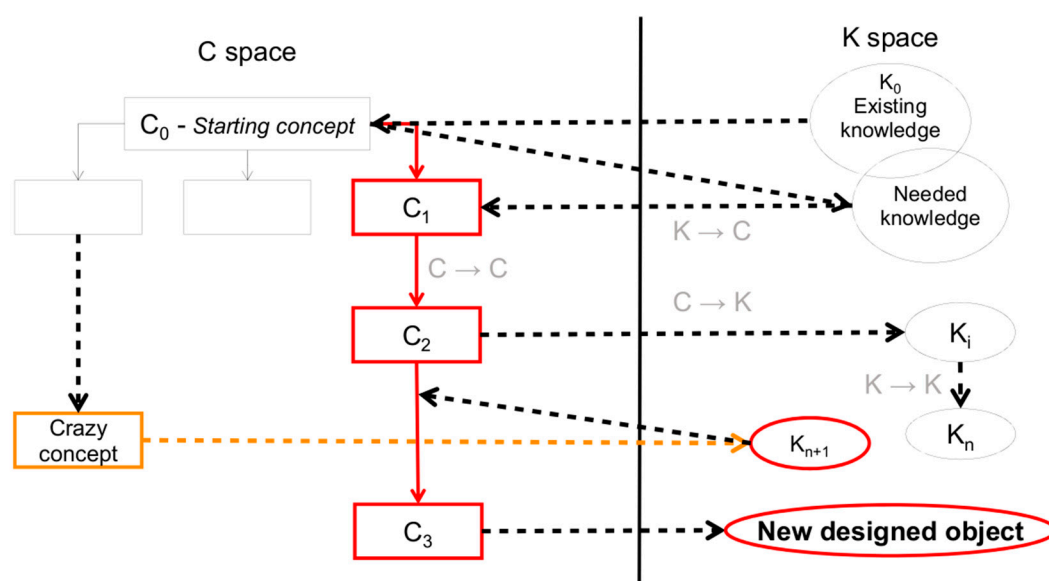 C space
K space
C₀ - Starting concept
K₀
Existing
knowledge
C₁
Needed
knowledge
K → C
C → C
C → K
C₂
Kᵢ
K → K
Crazy
concept
Kₙ₊₁
Kₙ
C₃
New designed object